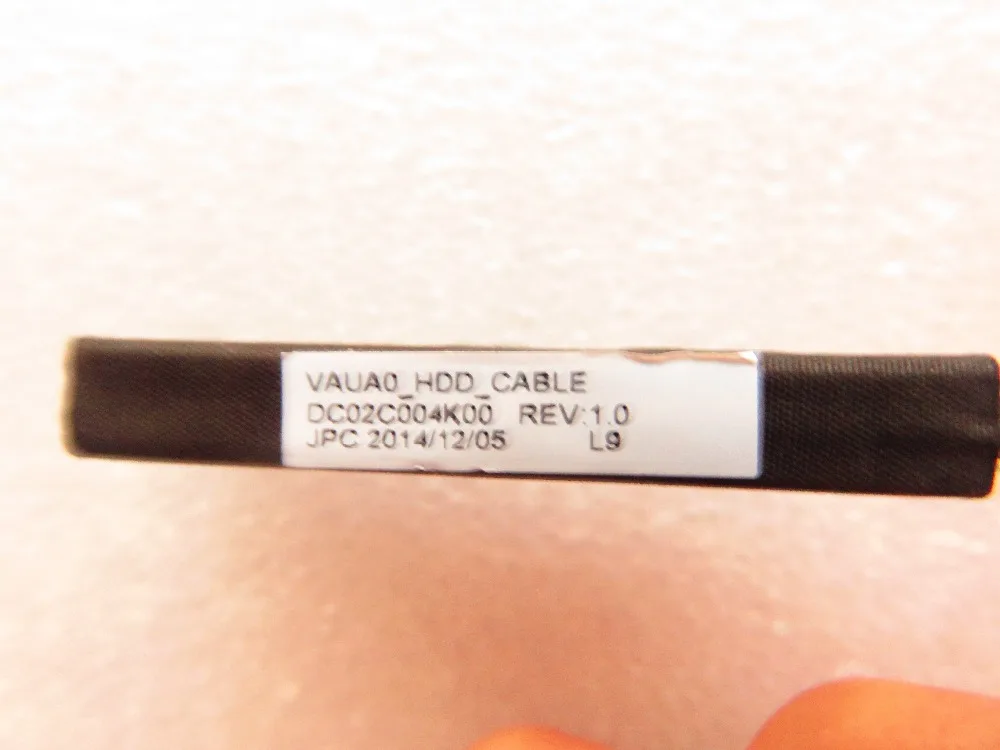 VAUA0_HDD_CABLE
DC02C004K00 REV:1.0
JPC 2014/12/05 L9